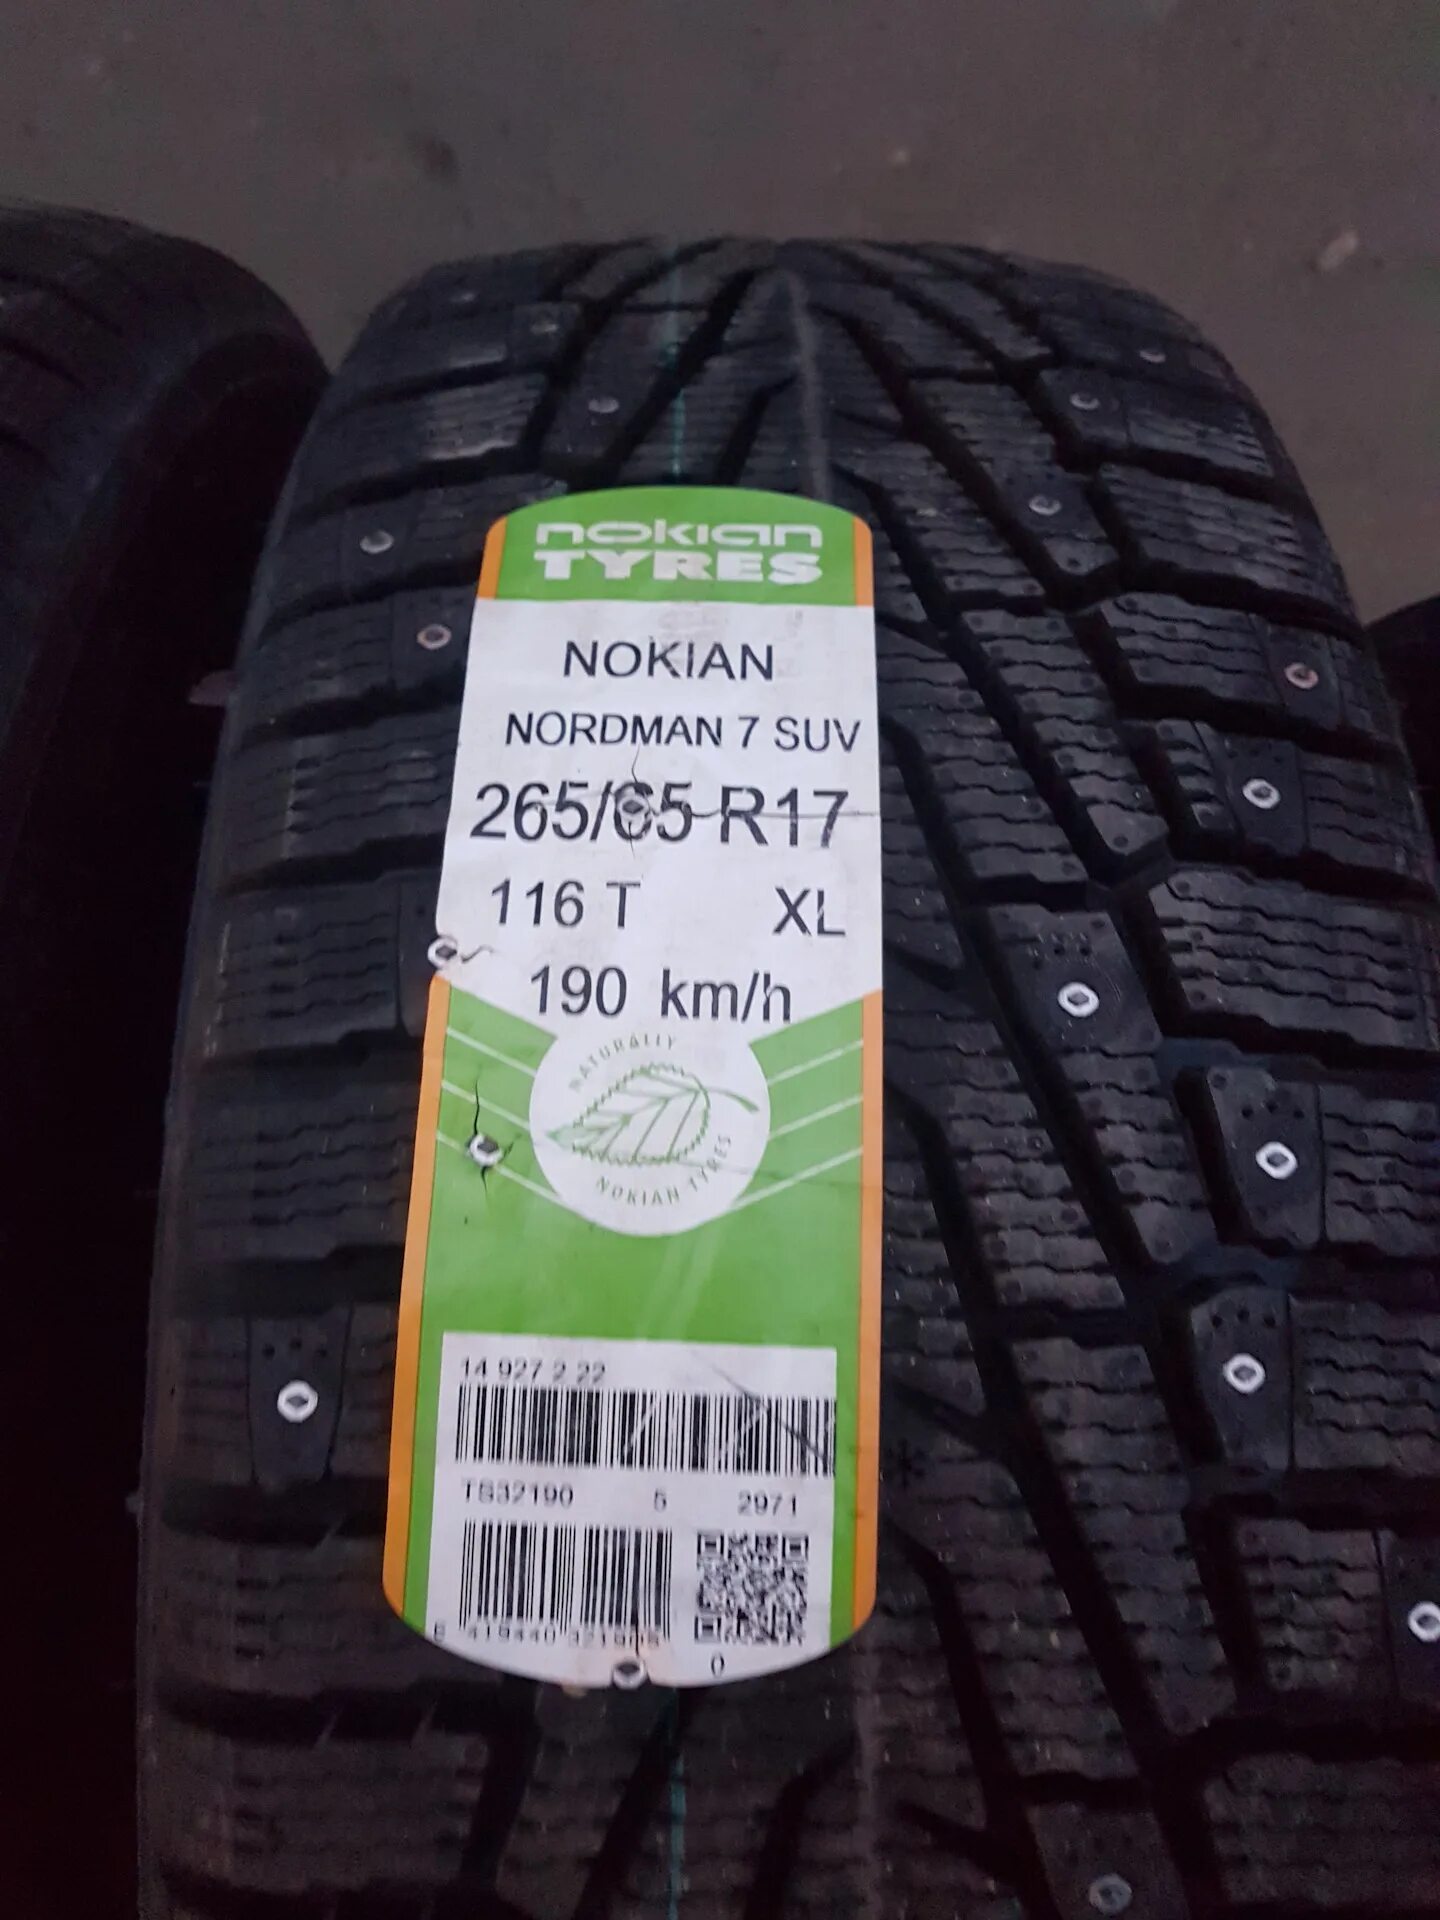 nokian
TYRES
NOKIAN
NORDMAN 7 SUV
265/65 R17
116 T XL
190 km/h
NATURALLY
NOKIAN TYRES
14 927 2 22
TS32190 5 2971
0